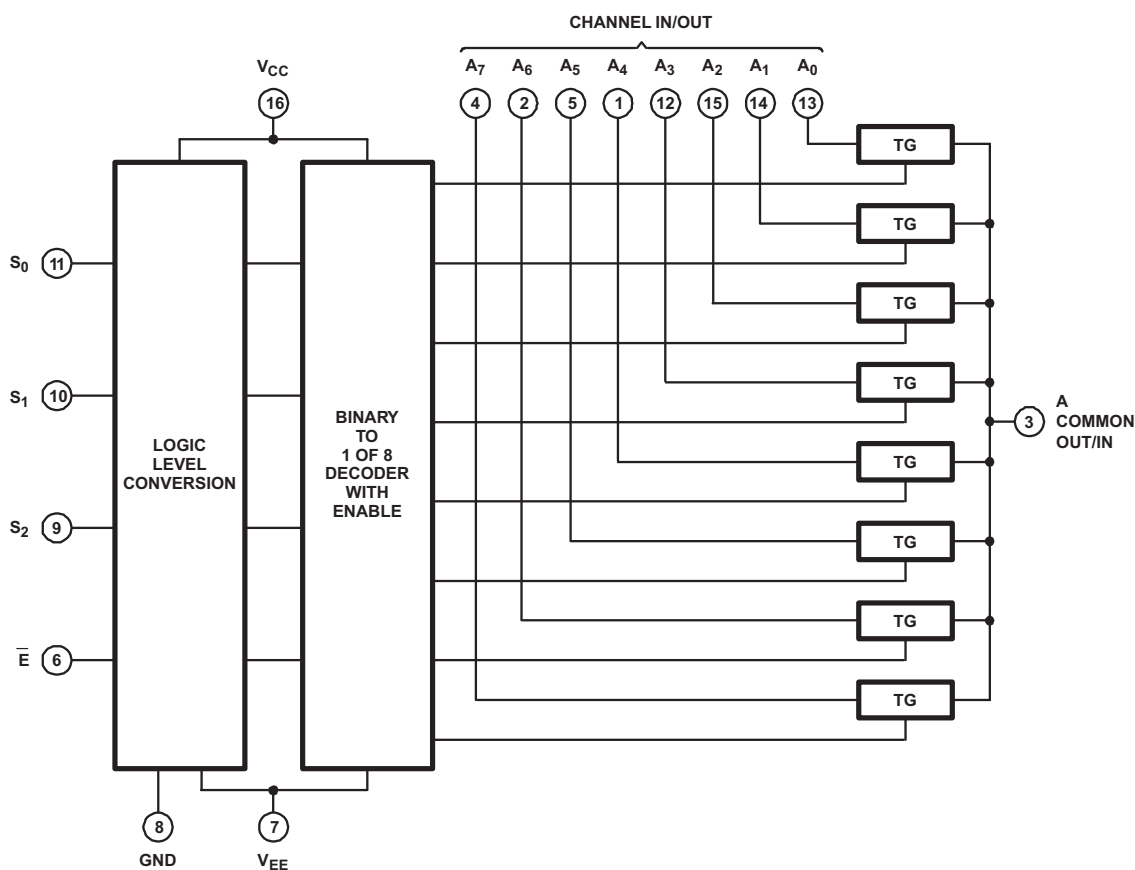 CHANNEL IN/OUT
VCC
A7 A6 A5 A4 A3 A2 A1 A0
16
4 2 5 1 12 15 14 13
TG
TG
S0 11
TG
TG
S1 10
A
COMMON
OUT/IN
3
BINARY
TO
1 OF 8
DECODER
WITH
ENABLE
LOGIC
LEVEL
CONVERSION
TG
S2 9
TG
TG
E̅ 6
TG
8
7
GND
VEE